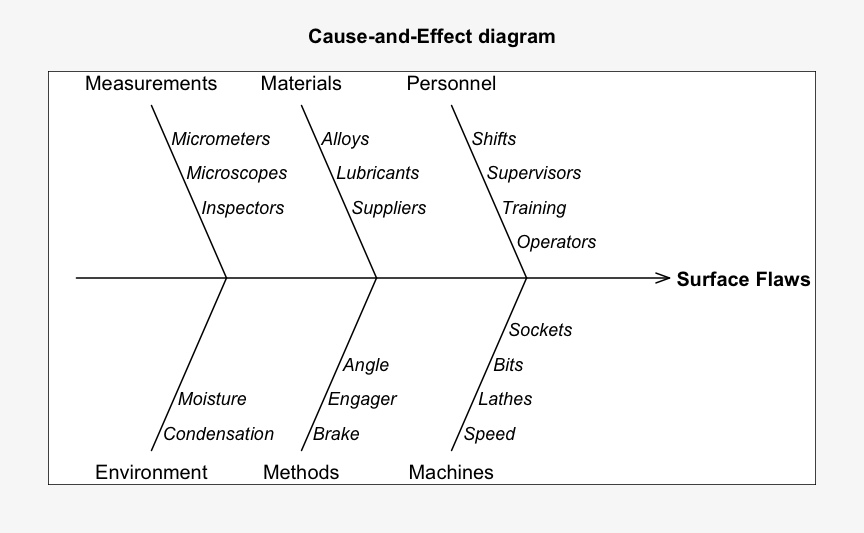 Cause-and-Effect diagram
Measurements
Materials
Personnel
Micrometers
Alloys
Shifts
Microscopes
Lubricants
Supervisors
Inspectors
Suppliers
Training
Operators
Surface Flaws
Sockets
Angle
Bits
Moisture
Engager
Lathes
Condensation
Brake
Speed
Environment
Methods
Machines